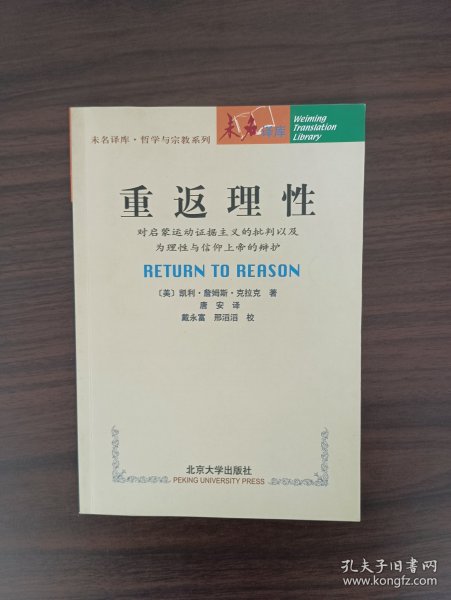 未名译库·哲学与宗教系列
未名译库
Weiming
Translation
Library
重返理性
对启蒙运动证据主义的批判以及
为理性与信仰上帝的辩护
RETURN TO REASON
〔美〕凯利·詹姆斯·克拉克 著
唐 安 译
戴永富 邢滔滔 校
北京大学出版社
PEKING UNIVERSITY PRESS
孔夫子旧书网
www.kongfz.com